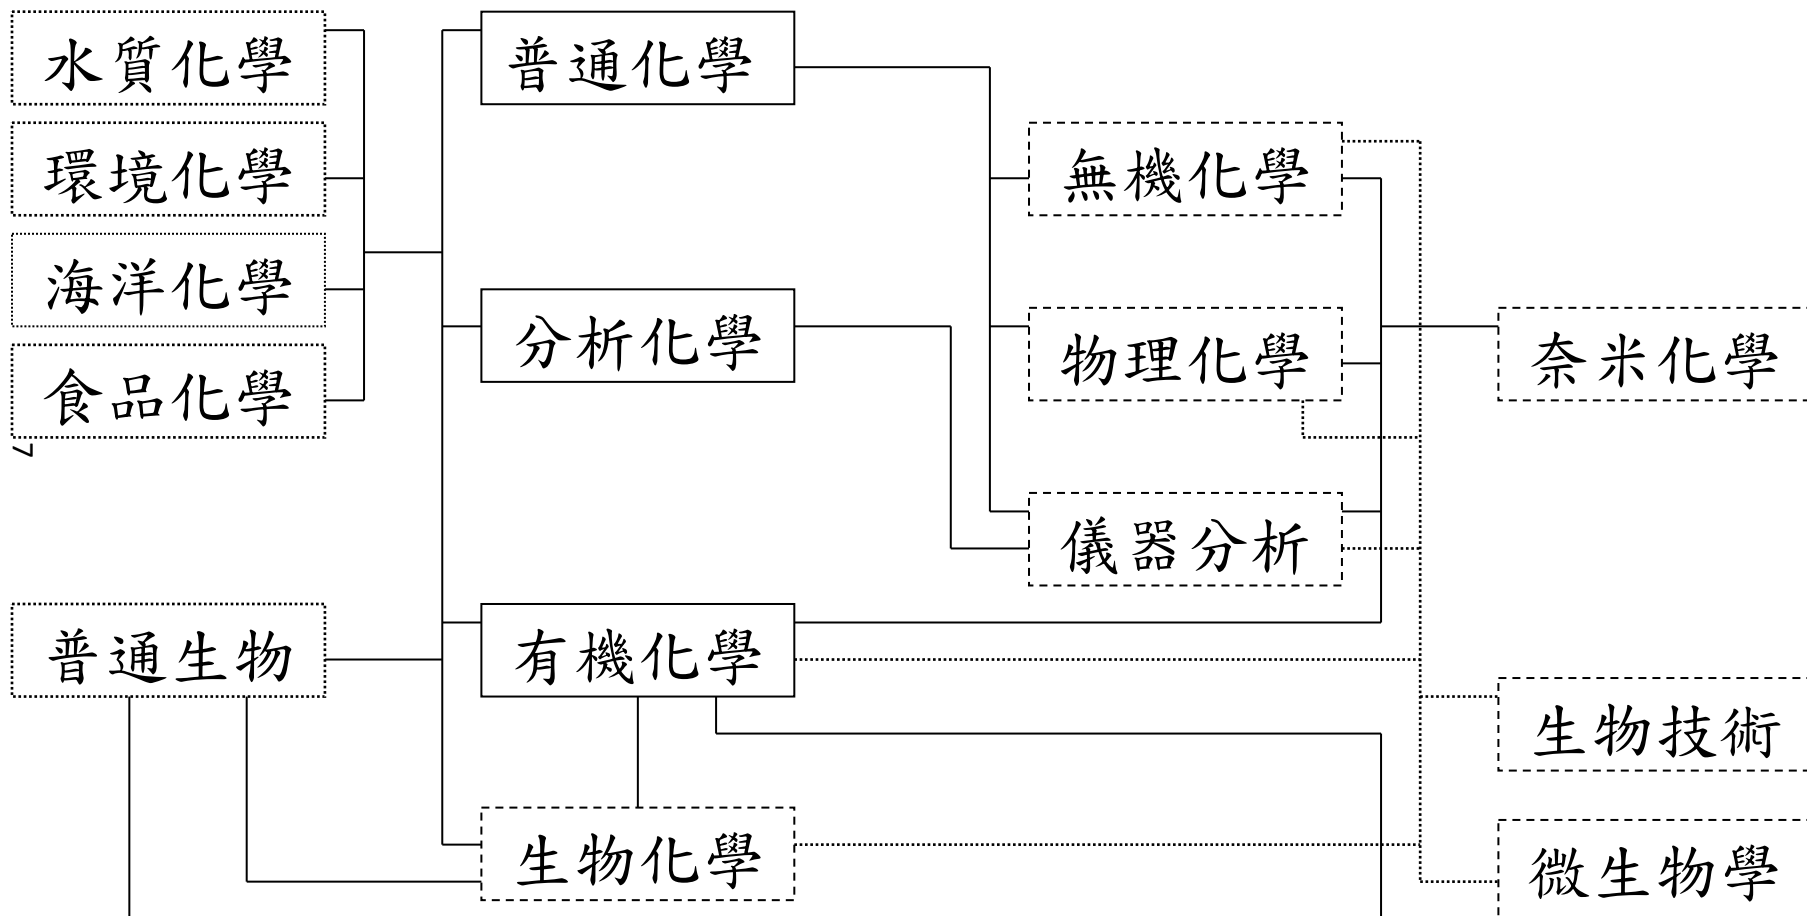 水質化學
環境化學
海洋化學
食品化學
7
普通生物
普通化學
分析化學
有機化學
生物化學
無機化學
物理化學
儀器分析
奈米化學
生物技術
微生物學